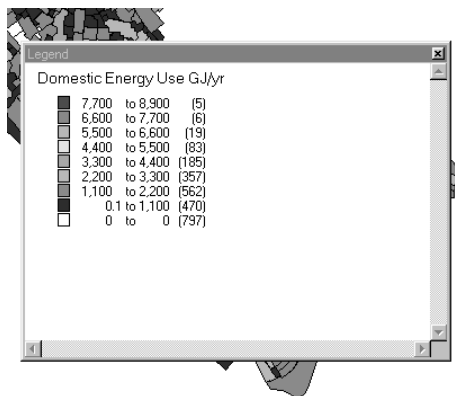 Legend
Domestic Energy Use GJ/yr
7,700 to 8,900 (5)
6,600 to 7,700 (6)
5,500 to 6,600 (19)
4,400 to 5,500 (83)
3,300 to 4,400 (185)
2,200 to 3,300 (357)
1,100 to 2,200 (562)
0.1 to 1,100 (470)
0 to 0 (797)